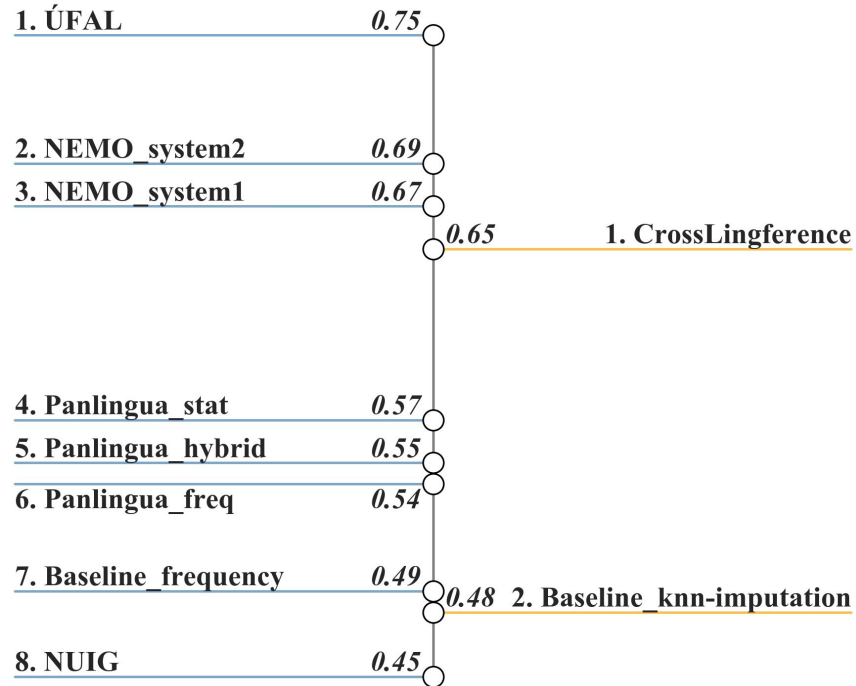 1. ÚFAL 0.75
2. NEMO_system2 0.69
3. NEMO_system1 0.67
0.65 1. CrossLingference
4. Panlingua_stat 0.57
5. Panlingua_hybrid 0.55
6. Panlingua_freq 0.54
7. Baseline_frequency 0.49
0.48 2. Baseline_knn-imputation
8. NUIG 0.45